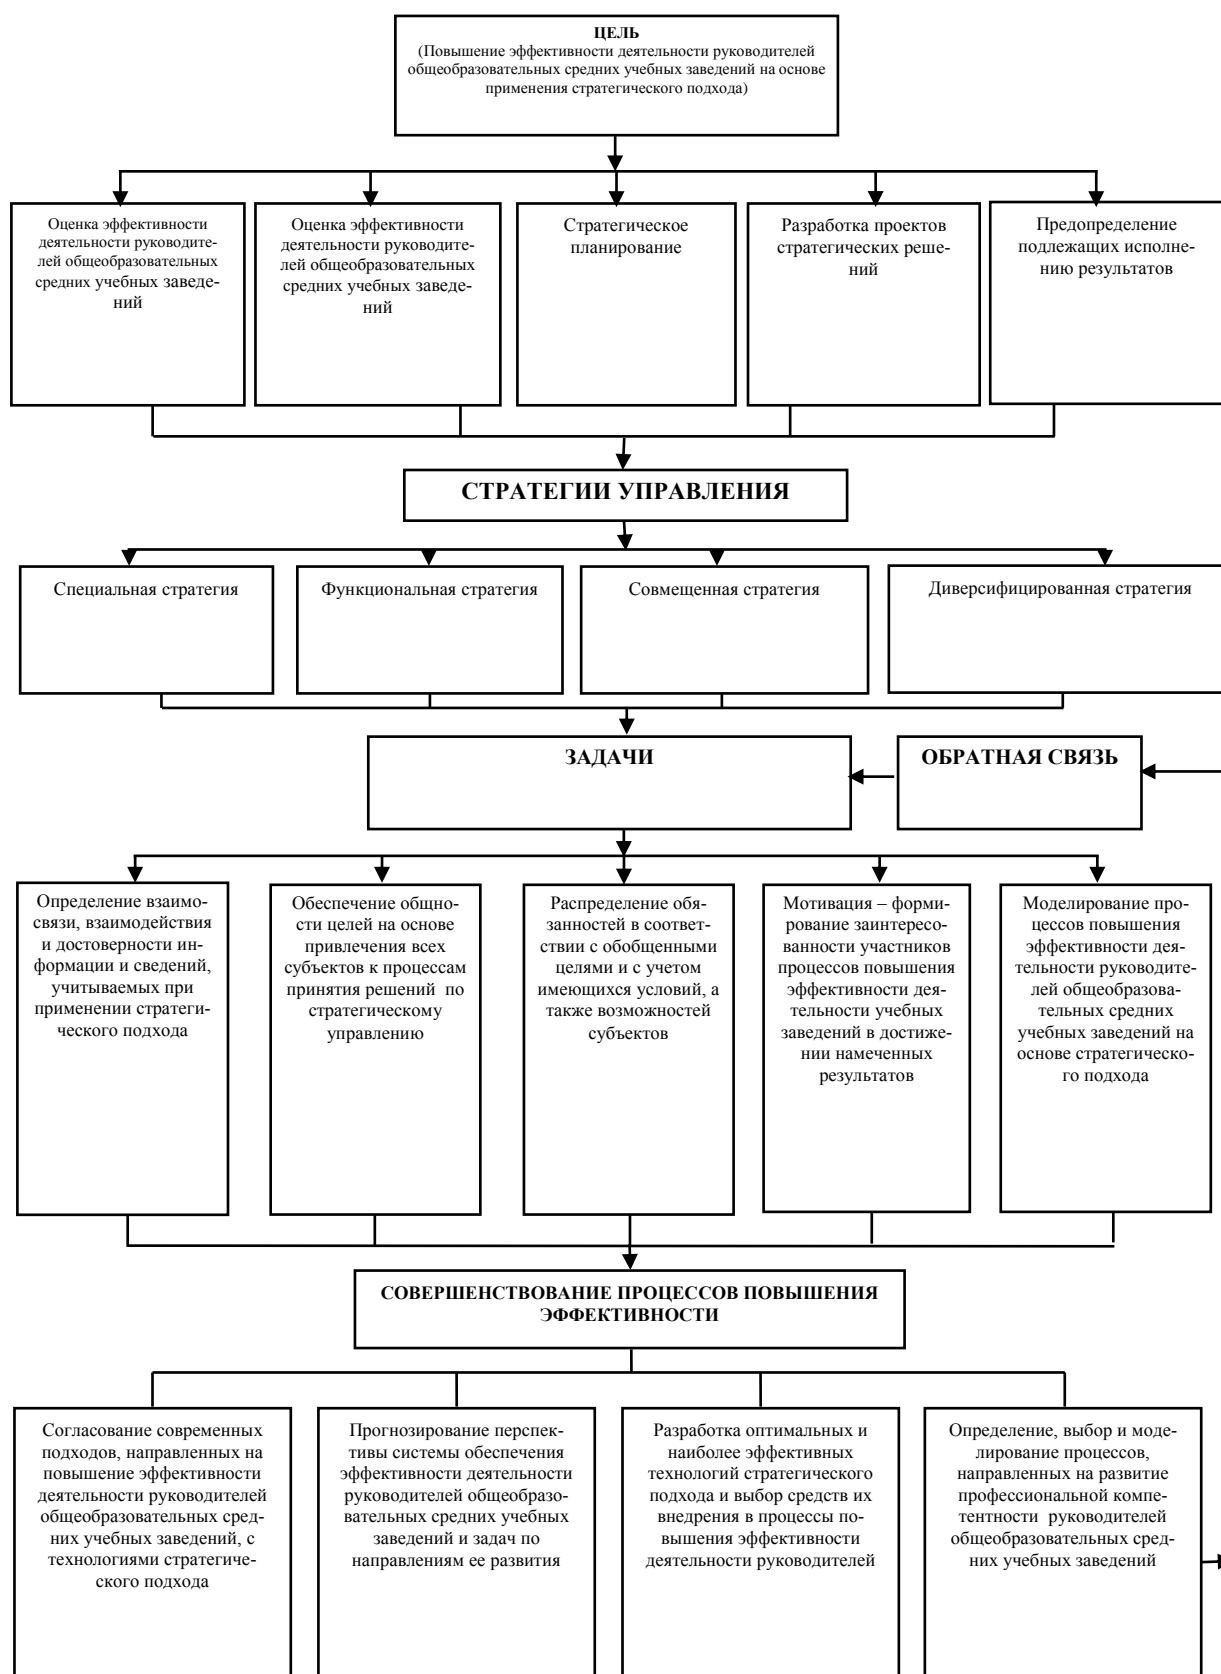 ЦЕЛЬ
(Повышение эффективности деятельности руководителей
общеобразовательных средних учебных заведений на основе
применения стратегического подхода)
Оценка эффективности
деятельности руководите-
лей общеобразовательных
средних учебных заведе-
ний
Оценка эффективности
деятельности руководите-
лей общеобразовательных
средних учебных заведе-
ний
Стратегическое
планирование
Разработка проектов
стратегических реше-
ний
Предопределение
подлежащих исполне-
нию результатов
СТРАТЕГИИ УПРАВЛЕНИЯ
Специальная стратегия
Функциональная стратегия
Совмещенная стратегия
Диверсифицированная стратегия
ЗАДАЧИ
ОБРАТНАЯ СВЯЗЬ
Определение взаимо-
связи, взаимодействия
и достоверности ин-
формации и сведений,
учитываемых при
применении стратеги-
ческого подхода
Обеспечение общно-
сти целей на основе
привлечения всех
субъектов к процессам
принятия решений по
стратегическому
управлению
Распределение обя-
занностей в соответ-
ствии с обобщенными
целями и с учетом
имеющихся условий, а
также возможностей
субъектов
Мотивация – формиро-
вание заинтересо-
ванности участников
процессов повышения
эффективности дея-
тельности учебных
заведений в достиже-
нии намеченных
результатов
Моделирование про-
цессов повышения
эффективности дея-
тельности руководите-
лей общеобразова-
тельных средних
учебных заведений на
основе стратегическо-
го подхода
СОВЕРШЕНСТВОВАНИЕ ПРОЦЕССОВ ПОВЫШЕНИЯ
ЭФФЕКТИВНОСТИ
Согласование современных
подходов, направленных на
повышение эффективности
деятельности руководителей
общеобразовательных сред-
них учебных заведений, с
технологиями стратегиче-
ского подхода
Прогнозирование перспек-
тивы системы обеспечения
эффективности деятельности
руководителей общеобразо-
вательных средних учебных
заведений и задач по
направлениям ее развития
Разработка оптимальных и
наиболее эффективных
технологий стратегического
подхода и выбор средств их
внедрения в процессы по-
вышения эффективности
деятельности руководителей
Определение, выбор и моде-
лирование процессов,
направленных на развитие
профессиональной компе-
тентности руководителей
общеобразовательных сред-
них учебных заведений